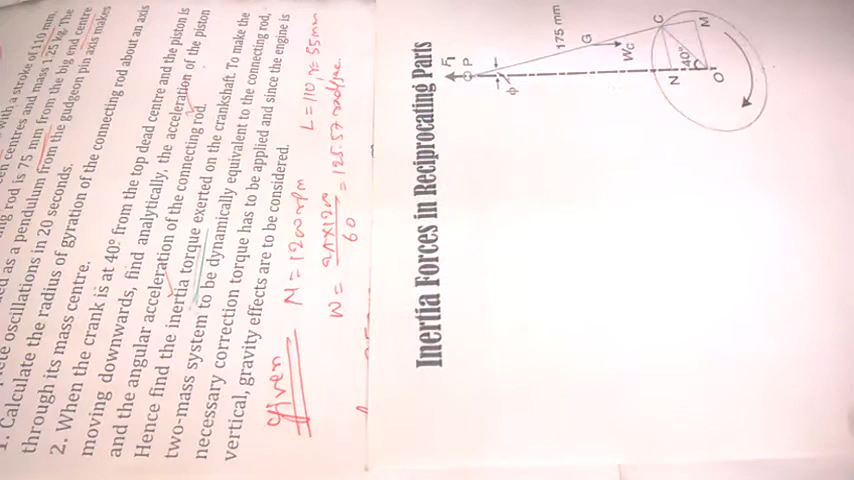 with a stroke of 110 mm.
en centres and mass 1.25 kg. The
ng rod is 75 mm from the big end centre
ed as a pendulum from the gudgeon pin axis makes
plete oscillations in 20 seconds.
1. Calculate the radius of gyration of the connecting rod about an axis
through its mass centre.
2. When the crank is at 40° from the top dead centre and the piston is
moving downwards, find analytically, the acceleration of the piston
and the angular acceleration of the connecting rod.
Hence find the inertia torque exerted on the crankshaft. To make the
two-mass system to be dynamically equivalent to the connecting rod,
necessary correction torque has to be applied and since the engine is
vertical, gravity effects are to be considered.
Given N = 1200 rpm L = 110, r = 55mm
W = 2π×1200 = 125.57 rad/sec
60
Inertia Forces in Reciprocating Parts
F₁
P
ϕ
175 mm
G
W_C
C
M
N
40°
O